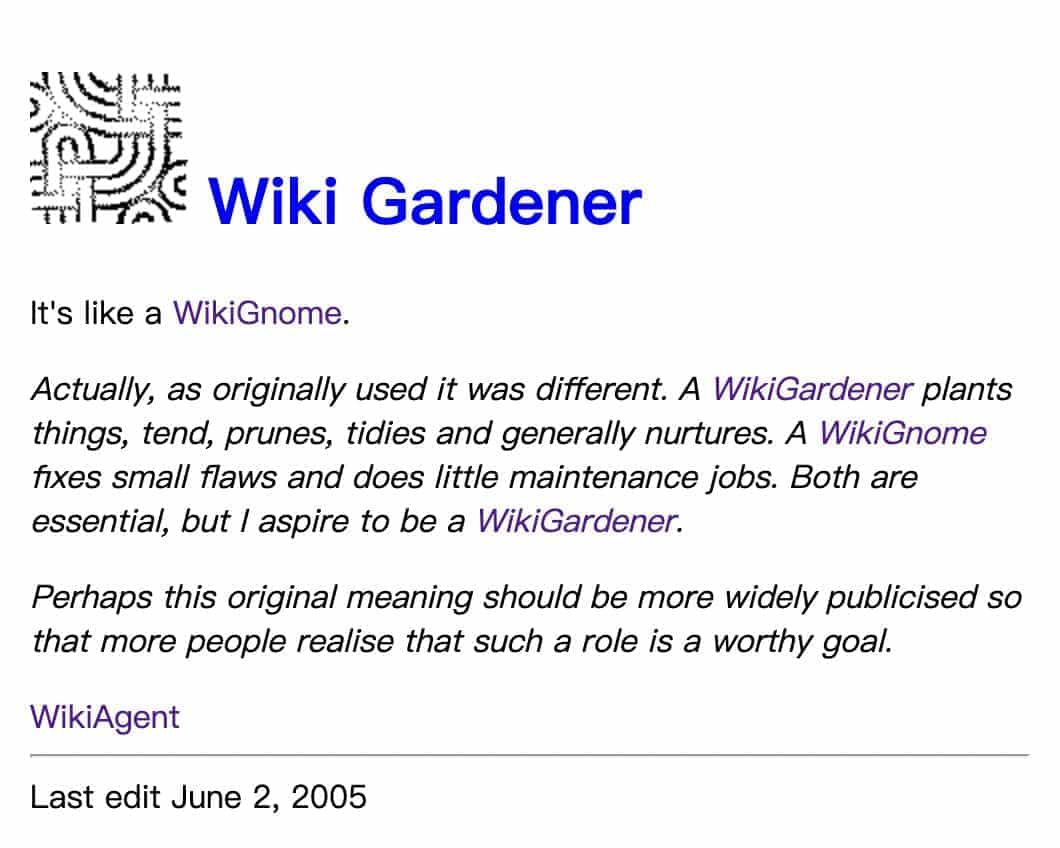 Wiki Gardener
It's like a WikiGnome.
Actually, as originally used it was different. A WikiGardener plants
things, tend, prunes, tidies and generally nurtures. A WikiGnome
fixes small flaws and does little maintenance jobs. Both are
essential, but I aspire to be a WikiGardener.
Perhaps this original meaning should be more widely publicised so
that more people realise that such a role is a worthy goal.
WikiAgent
Last edit June 2, 2005